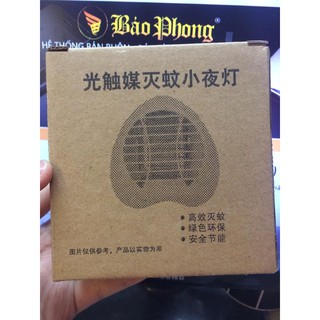 Bảo Phong
光触媒灭蚊小夜灯
● 高效灭蚊
● 绿色环保
● 安全节能
图片仅供参考，产品以实物为准